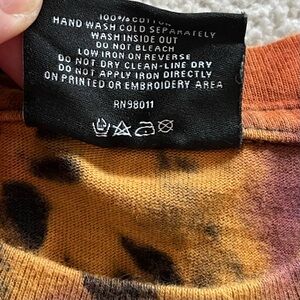 100% COTTON
HAND WASH COLD SEPARATELY
WASH INSIDE OUT
DO NOT BLEACH
LOW IRON ON REVERSE
DO NOT DRY CLEAN-LINE DRY
DO NOT APPLY IRON DIRECTLY
ON PRINTED OR EMBROIDERY AREA
RN98011